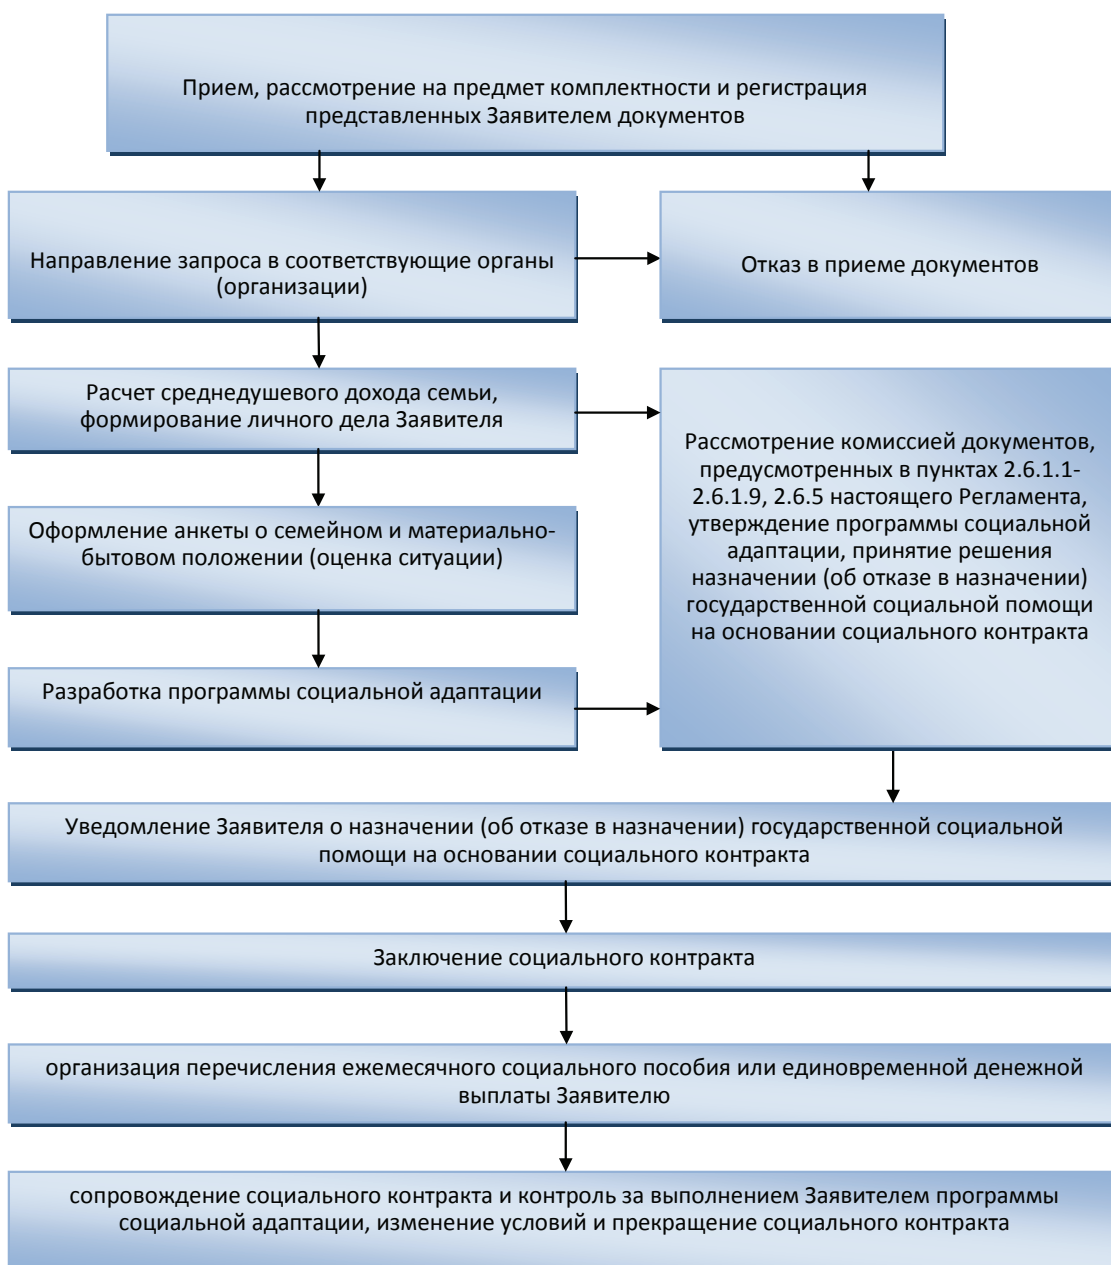 Прием, рассмотрение на предмет комплектности и регистрация
представленных Заявителем документов
Направление запроса в соответствующие органы
(организации)
Отказ в приеме документов
Расчет среднедушевого дохода семьи,
формирование личного дела Заявителя
Оформление анкеты о семейном и материально-
бытовом положении (оценка ситуации)
Разработка программы социальной адаптации
Рассмотрение комиссией документов,
предусмотренных в пунктах 2.6.1.1-
2.6.1.9, 2.6.5 настоящего Регламента,
утверждение программы социальной
адаптации, принятие решения
назначении (об отказе в назначении)
государственной социальной помощи
на основании социального контракта
Уведомление Заявителя о назначении (об отказе в назначении) государственной социальной
помощи на основании социального контракта
Заключение социального контракта
организация перечисления ежемесячного социального пособия или единовременной денежной
выплаты Заявителю
сопровождение социального контракта и контроль за выполнением Заявителем программы
социальной адаптации, изменение условий и прекращение социального контракта